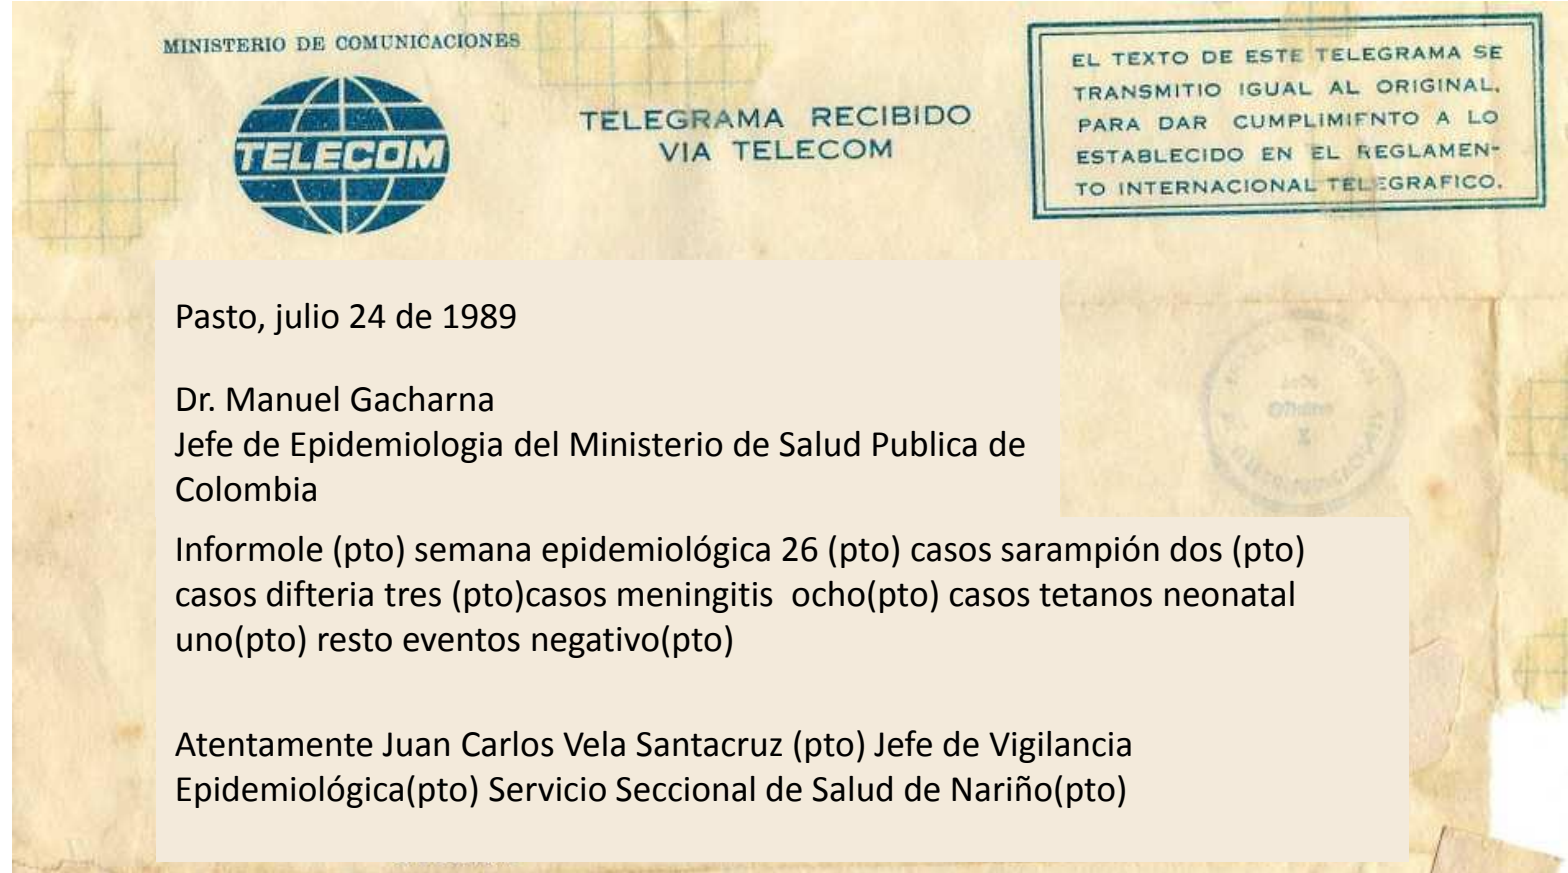 MINISTERIO DE COMUNICACIONES
TELECOM
TELEGRAMA RECIBIDO
VIA TELECOM
EL TEXTO DE ESTE TELEGRAMA SE
TRANSMITIO IGUAL AL ORIGINAL,
PARA DAR CUMPLIMIENTO A LO
ESTABLECIDO EN EL REGLAMEN-
TO INTERNACIONAL TELEGRAFICO.
Pasto, julio 24 de 1989
Dr. Manuel Gacharna
Jefe de Epidemiologia del Ministerio de Salud Publica de
Colombia
Informole (pto) semana epidemiológica 26 (pto) casos sarampión dos (pto)
casos difteria tres (pto)casos meningitis  ocho(pto) casos tetanos neonatal
uno(pto) resto eventos negativo(pto)
Atentamente Juan Carlos Vela Santacruz (pto) Jefe de Vigilancia
Epidemiológica(pto) Servicio Seccional de Salud de Nariño(pto)